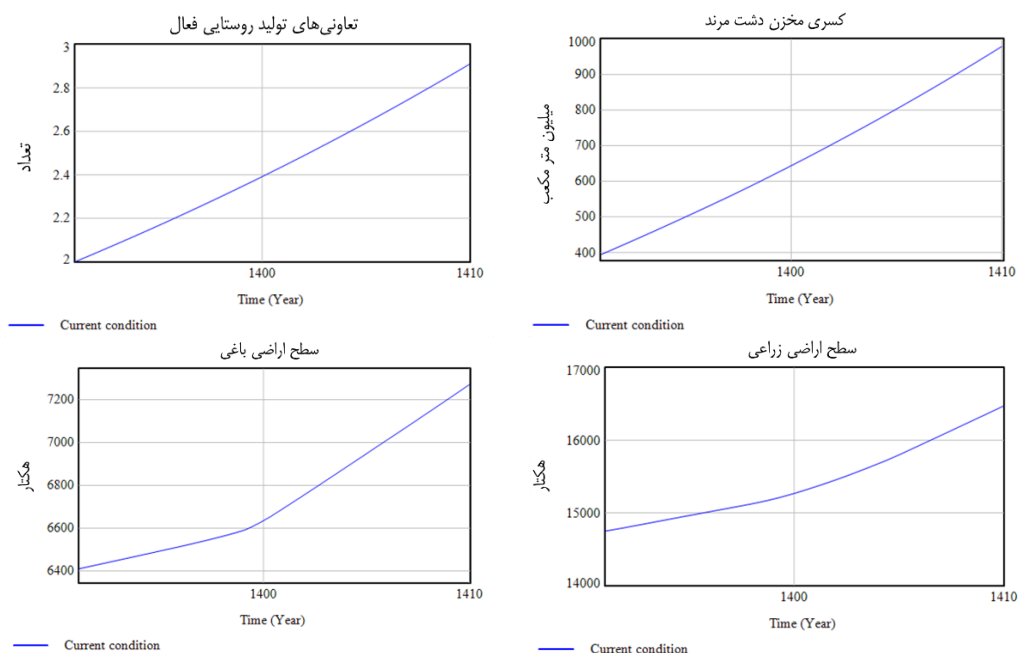 تعاونی‌های تولید روستایی فعال
3
2.8
2.6
2.4
2.2
2
تعداد
1400
1410
Time (Year)
Current condition
کسری مخزن دشت مرند
1000
900
800
700
600
500
400
میلیون متر مکعب
1400
1410
Time (Year)
Current condition
سطح اراضی باغی
7200
7000
6800
6600
6400
هکتار
1400
1410
Time (Year)
Current condition
سطح اراضی زراعی
17000
16000
15000
14000
هکتار
1400
1410
Time (Year)
Current condition